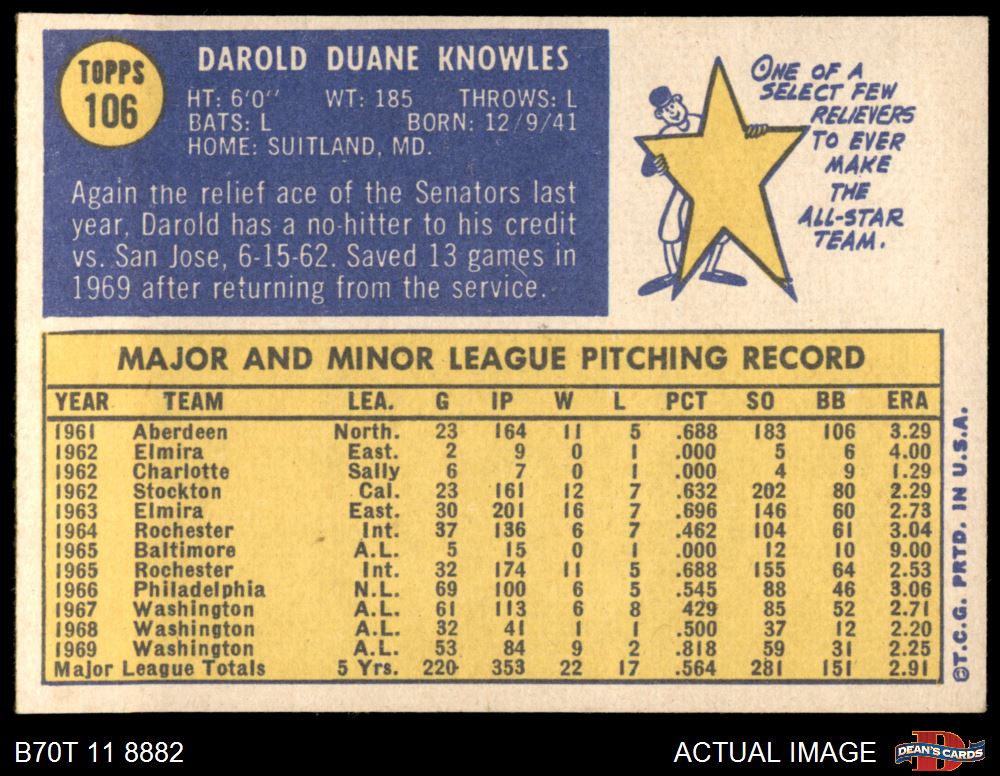 TOPPS
106
DAROLD DUANE KNOWLES
HT: 6'0" WT: 185 THROWS: L
BATS: L BORN: 12/9/41
HOME: SUITLAND, MD.
Again the relief ace of the Senators last
year, Darold has a no-hitter to his credit
vs. San Jose, 6-15-62. Saved 13 games in
1969 after returning from the service.
ONE OF A
SELECT FEW
RELIEVERS
TO EVER
MAKE
THE
ALL-STAR
TEAM.
MAJOR AND MINOR LEAGUE PITCHING RECORD
YEAR TEAM LEA. G IP W L PCT SO BB ERA
1961 Aberdeen North. 23 164 11 5 .688 183 106 3.29
1962 Elmira East. 2 9 0 1 .000 5 6 4.00
1962 Charlotte Sally 6 7 0 1 .000 4 9 1.29
1962 Stockton Cal. 23 161 12 7 .632 202 80 2.29
1963 Elmira East. 30 201 16 7 .696 146 60 2.73
1964 Rochester Int. 37 136 6 7 .462 104 61 3.04
1965 Baltimore A.L. 5 15 0 1 .000 12 10 9.00
1965 Rochester Int. 32 174 11 5 .688 155 64 2.53
1966 Philadelphia N.L. 69 100 6 5 .545 88 46 3.06
1967 Washington A.L. 61 113 6 8 429 85 52 2.71
1968 Washington A.L. 32 41 1 1 .500 37 12 2.20
1969 Washington A.L. 53 84 9 2 .818 59 31 2.25
Major League Totals 5 Yrs. 220 353 22 17 .564 281 151 2.91
©T.C.G. PRTD. IN U.S.A.
B70T 11 8882
ACTUAL IMAGE
DEAN'S CARDS